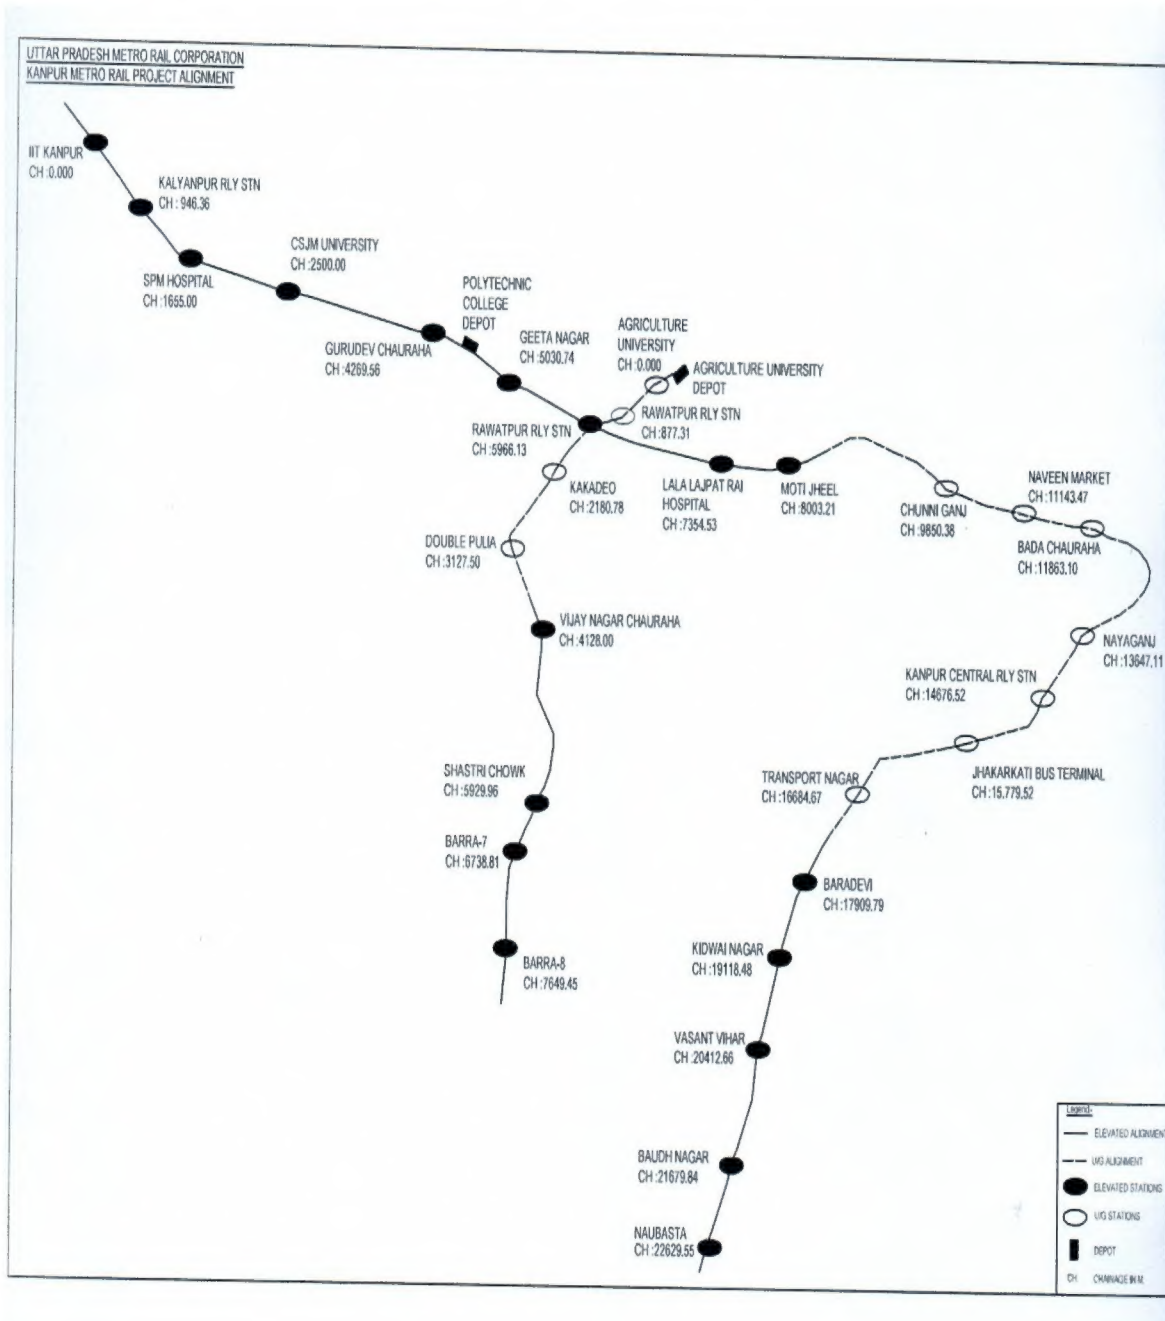 UTTAR PRADESH METRO RAIL CORPORATION
KANPUR METRO RAIL PROJECT ALIGNMENT
IIT KANPUR
CH :0.000
KALYANPUR RLY STN
CH : 946.36
SPM HOSPITAL
CH :1655.00
CSJM UNIVERSITY
CH :2500.00
GURUDEV CHAURAHA
CH :4269.56
POLYTECHNIC
COLLEGE
DEPOT
GEETA NAGAR
CH :5030.74
AGRICULTURE
UNIVERSITY
CH :0.000
AGRICULTURE UNIVERSITY
DEPOT
RAWATPUR RLY STN
CH :5966.13
RAWATPUR RLY STN
CH :877.31
KAKADEO
CH :2180.78
LALA LAJPAT RAI
HOSPITAL
CH :7354.53
MOTI JHEEL
CH :8003.21
CHUNNI GANJ
CH :9850.38
NAVEEN MARKET
CH :11143.47
BADA CHAURAHA
CH :11863.10
DOUBLE PULIA
CH :3127.50
VIJAY NAGAR CHAURAHA
CH :4128.00
NAYAGANJ
CH :13647.11
KANPUR CENTRAL RLY STN
CH :14676.52
JHAKARKATI BUS TERMINAL
CH :15.779.52
TRANSPORT NAGAR
CH :16684.67
SHASTRI CHOWK
CH :5929.96
BARRA-7
CH :6738.81
BARADEVI
CH :17909.79
BARRA-8
CH :7649.45
KIDWAI NAGAR
CH :19118.48
VASANT VIHAR
CH :20412.66
BAUDH NAGAR
CH :21679.84
NAUBASTA
CH :22629.55
Legend:-
ELEVATED ALIGNMENT
U/G ALIGNMENT
ELEVATED STATIONS
U/G STATIONS
DEPOT
CH CHAINAGE IN M.